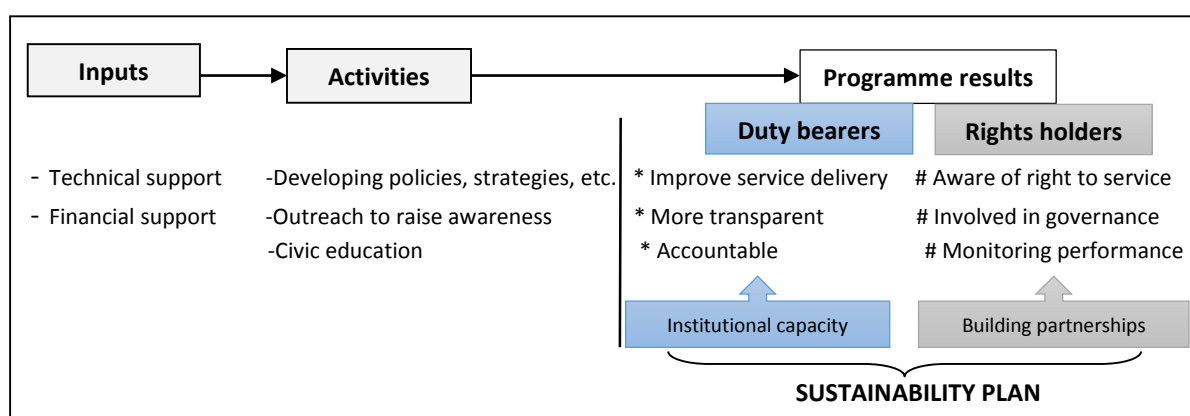 Inputs
Activities
Programme results
Duty bearers
Rights holders
- Technical support
- Financial support
-Developing policies, strategies, etc.
-Outreach to raise awareness
-Civic education
* Improve service delivery
* More transparent
* Accountable
# Aware of right to service
# Involved in governance
# Monitoring performance
Institutional capacity
Building partnerships
SUSTAINABILITY PLAN